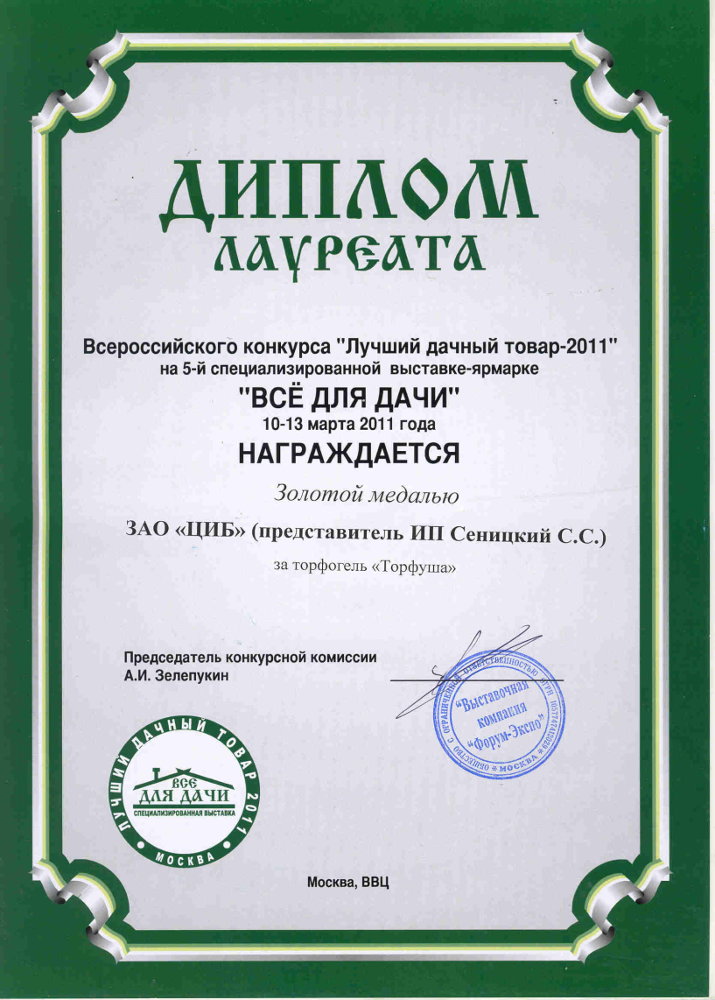 ДИПЛОМ
ЛАУРЕАТА
Всероссийского конкурса "Лучший дачный товар-2011"
на 5-й специализированной выставке-ярмарке
"ВСЁ ДЛЯ ДАЧИ"
10-13 марта 2011 года
НАГРАЖДАЕТСЯ
Золотой медалью
ЗАО «ЦИБ» (представитель ИП Сеницкий С.С.)
за торфогель «Торфуша»
Председатель конкурсной комиссии
А.И. Зелепукин
ОБЩЕСТВО С ОГРАНИЧЕННОЙ ОТВЕТСТВЕННОСТЬЮ ОГРН
* МОСКВА *
"Выставочная
компания
"Форум-Экспо"
ЛУЧШИЙ ДАЧНЫЙ ТОВАР 2011
ВСЕ
ДЛЯ ДАЧИ
СПЕЦИАЛИЗИРОВАННАЯ ВЫСТАВКА
• МОСКВА •
Москва, ВВЦ